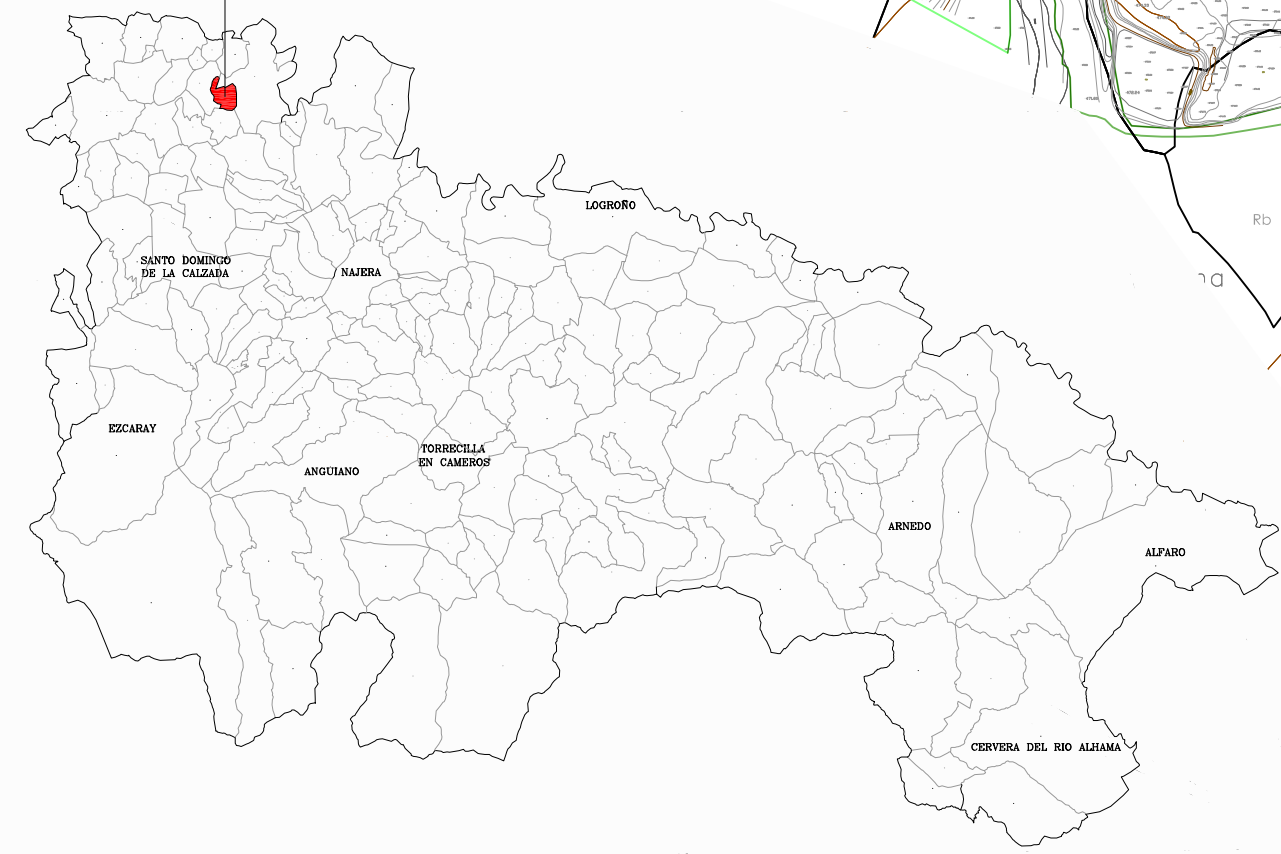 LOGROÑO
Rb
SANTO DOMINGO
DE LA CALZADA
NAJERA
a
EZCARAY
TORRECILLA
EN CAMEROS
ANGUIANO
ARNEDO
ALFARO
CERVERA DEL RIO ALHAMA